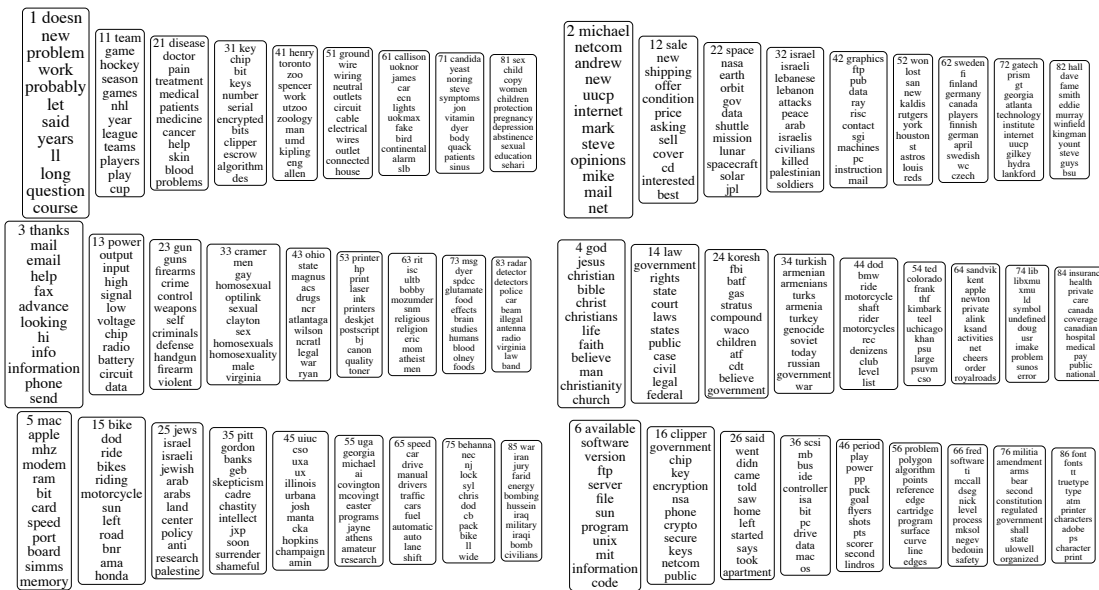 1 doesn
new
problem
work
probably
let
said
years
ll
long
question
course
11 team
game
hockey
season
games
nhl
year
league
teams
players
play
cup
21 disease
doctor
pain
treatment
medical
patients
medicine
cancer
help
skin
blood
problems
31 key
chip
bit
keys
number
serial
encrypted
bits
clipper
escrow
algorithm
des
41 henry
toronto
zoo
spencer
work
utzoo
zoology
man
umd
kipling
eng
allen
51 ground
wire
wiring
neutral
outlets
circuit
cable
electrical
wires
outlet
connected
house
61 callison
uoknor
james
car
ecn
lights
uokmax
fake
bird
continental
alarm
slb
71 candida
yeast
noring
steve
symptoms
jon
vitamin
dyer
body
quack
patients
sinus
81 sex
child
copy
women
children
protection
pregnancy
depression
abstinence
sexual
education
sehari
2 michael
netcom
andrew
new
uucp
internet
mark
steve
opinions
mike
mail
net
12 sale
new
shipping
offer
condition
price
asking
sell
cover
cd
interested
best
22 space
nasa
earth
orbit
gov
data
shuttle
mission
lunar
spacecraft
solar
jpl
32 israel
israeli
lebanese
lebanon
attacks
peace
arab
israelis
civilians
killed
palestinian
soldiers
42 graphics
ftp
pub
data
ray
risc
contact
sgi
machines
pc
instruction
mail
52 won
lost
san
new
kaldis
rutgers
york
houston
st
astros
louis
reds
62 sweden
fi
finland
germany
canada
players
finnish
german
april
swedish
wc
czech
72 gatech
prism
gt
georgia
atlanta
technology
institute
internet
uucp
gilkey
hydra
lankford
82 hall
dave
fame
smith
eddie
murray
winfield
kingman
yount
steve
guys
bsu
3 thanks
mail
email
help
fax
advance
looking
hi
info
information
phone
send
13 power
output
input
high
signal
low
voltage
chip
radio
battery
circuit
data
23 gun
guns
firearms
crime
control
weapons
self
criminals
defense
handgun
firearm
violent
33 cramer
men
gay
homosexual
optilink
sexual
clayton
sex
homosexuals
homosexuality
male
virginia
43 ohio
state
magnus
acs
drugs
ncr
atlantaga
wilson
ncratl
legal
war
ryan
53 printer
hp
print
laser
ink
printers
deskjet
postscript
bj
canon
quality
toner
63 rit
isc
ultb
bobby
mozumder
snm
religious
religion
eric
mom
atheist
men
73 msg
dyer
spdcc
glutamate
food
effects
brain
studies
humans
blood
olney
foods
83 radar
detector
detectors
police
car
beam
illegal
antenna
radio
virginia
law
band
4 god
jesus
christian
bible
christ
christians
life
faith
believe
man
christianity
church
14 law
government
rights
state
court
laws
states
public
case
civil
legal
federal
24 koresh
fbi
batf
gas
stratus
compound
waco
children
atf
cdt
believe
government
34 turkish
armenian
armenians
turks
armenia
turkey
genocide
soviet
today
russian
government
war
44 dod
bmw
ride
motorcycle
shaft
rider
motorcycles
rec
denizens
club
level
list
54 ted
colorado
frank
thf
kimbark
teel
uchicago
khan
psu
large
psuvm
cso
64 sandvik
kent
apple
newton
private
alink
ksand
activities
net
cheers
order
royalroads
74 lib
libxmu
xmu
ld
symbol
undefined
doug
usr
imake
problem
sunos
error
84 insurance
health
private
care
canada
coverage
canadian
hospital
medical
pay
public
national
5 mac
apple
mhz
modem
ram
bit
card
speed
port
board
simms
memory
15 bike
dod
ride
bikes
riding
motorcycle
sun
left
road
bnr
ama
honda
25 jews
israel
israeli
jewish
arab
arabs
land
center
policy
anti
research
palestine
35 pitt
gordon
banks
geb
skepticism
cadre
chastity
intellect
jxp
soon
surrender
shameful
45 uiuc
cso
uxa
ux
illinois
urbana
josh
manta
cka
hopkins
champaign
amin
55 uga
georgia
michael
ai
covington
mcovingt
easter
programs
jayne
athens
amateur
research
65 speed
car
drive
manual
drivers
traffic
cars
fuel
automatic
auto
lane
shift
75 behanna
nec
nj
lock
syl
chris
dod
cb
pack
bike
ll
wide
85 war
iran
jury
farid
energy
bombing
hussein
iraq
military
iraqi
bomb
civilians
6 available
software
version
ftp
server
file
sun
program
unix
mit
information
code
16 clipper
government
chip
key
encryption
nsa
phone
crypto
secure
keys
netcom
public
26 said
went
didn
came
told
saw
home
left
started
says
took
apartment
36 scsi
mb
bus
ide
controller
isa
bit
pc
drive
data
mac
os
46 period
play
power
pp
puck
goal
flyers
shots
pts
scorer
second
lindros
56 problem
polygon
algorithm
points
reference
edge
cartridge
program
surface
curve
line
edges
66 fred
software
ti
mccall
dseg
nick
level
process
mksol
negev
bedouin
safety
76 militia
amendment
arms
bear
second
constitution
regulated
government
shall
state
ulowell
organized
86 font
fonts
tt
truetype
type
atm
printer
characters
adobe
ps
character
print